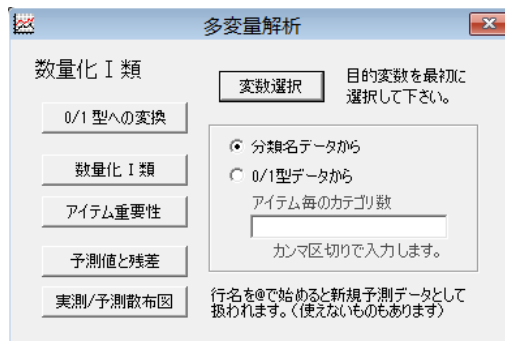 多変量解析
数量化Ⅰ類
変数選択
目的変数を最初に
選択して下さい。
0/1 型への変換
数量化Ⅰ類
アイテム重要性
予測値と残差
実測/予測散布図
分類名データから
0/1型データから
アイテム毎のカテゴリ数
カンマ区切りで入力します。
行名を@で始めると新規予測データとして
扱われます。（使えないものもあります）